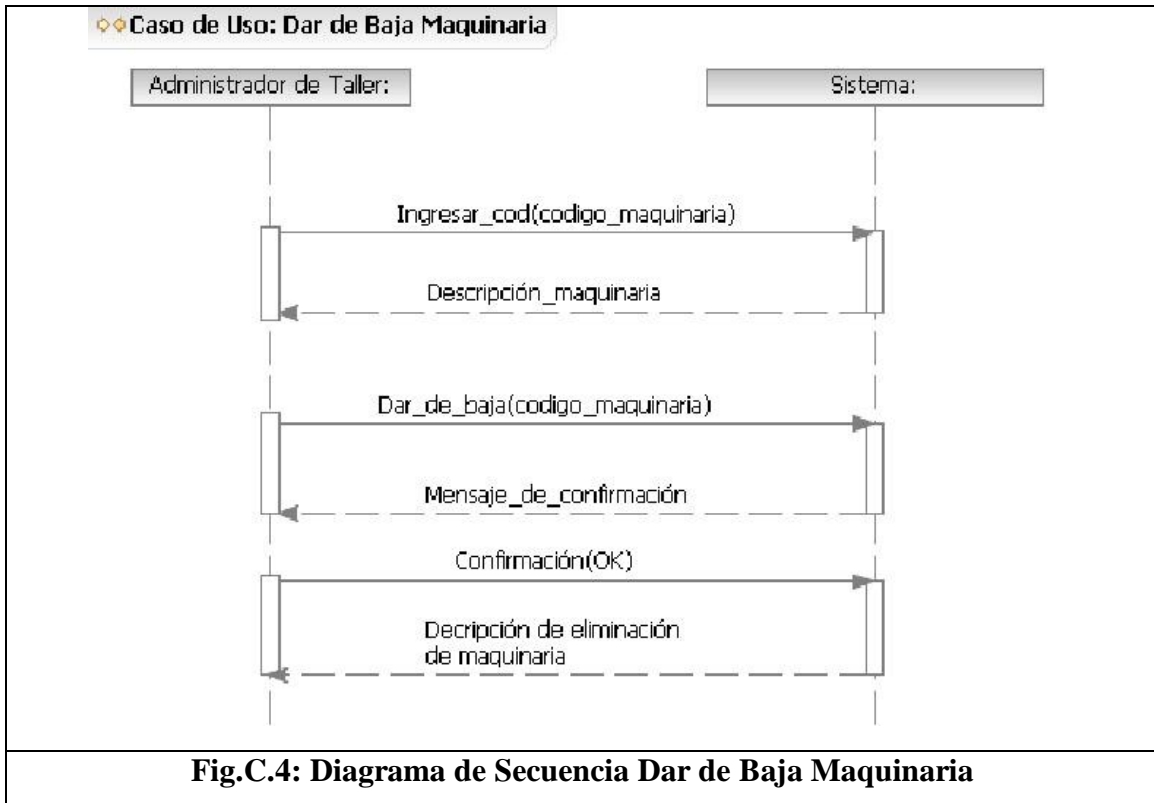 Caso de Uso: Dar de Baja Maquinaria
Administrador de Taller:
Sistema:
Ingresar_cod(codigo_maquinaria)
Descripción_maquinaria
Dar_de_baja(codigo_maquinaria)
Mensaje_de_confirmación
Confirmación(OK)
Decripción de eliminación
de maquinaria
Fig.C.4: Diagrama de Secuencia Dar de Baja Maquinaria